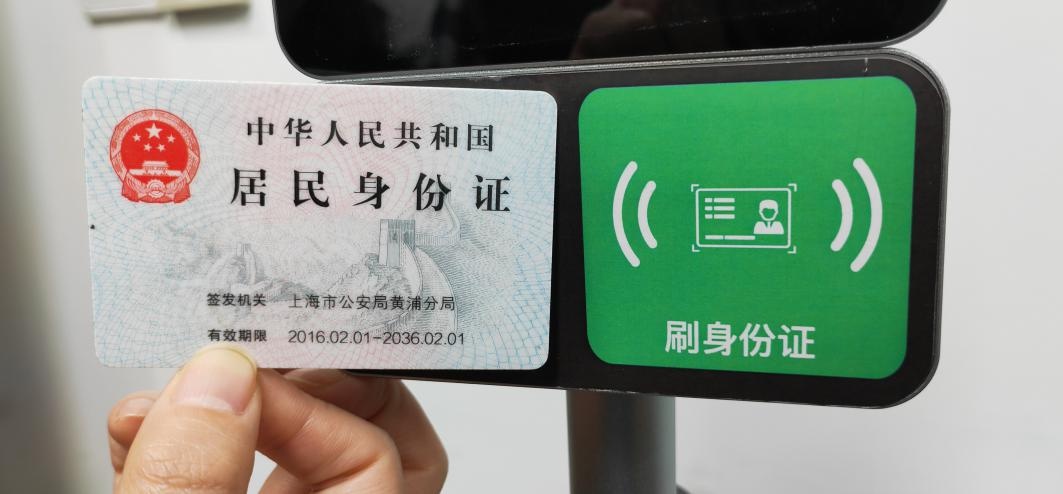 中华人民共和国
居民身份证
签发机关 上海市公安局黄浦分局
有效期限 2016.02.01-2036.02.01
刷身份证